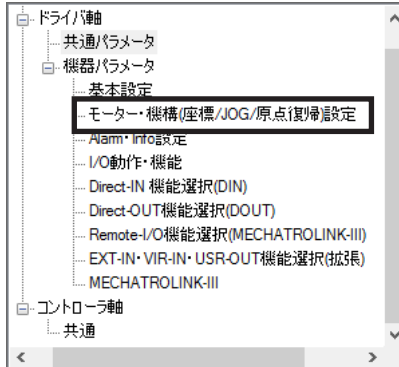 ドライバ軸
共通パラメータ
機器パラメータ
基本設定
モーター・機構(座標/JOG/原点復帰)設定
Alarm・Info設定
I/O動作・機能
Direct-IN 機能選択(DIN)
Direct-OUT機能選択(DOUT)
Remote-I/O機能選択(MECHATROLINK-III)
EXT-IN・VIR-IN・USR-OUT機能選択(拡張)
MECHATROLINK-III
コントローラ軸
共通